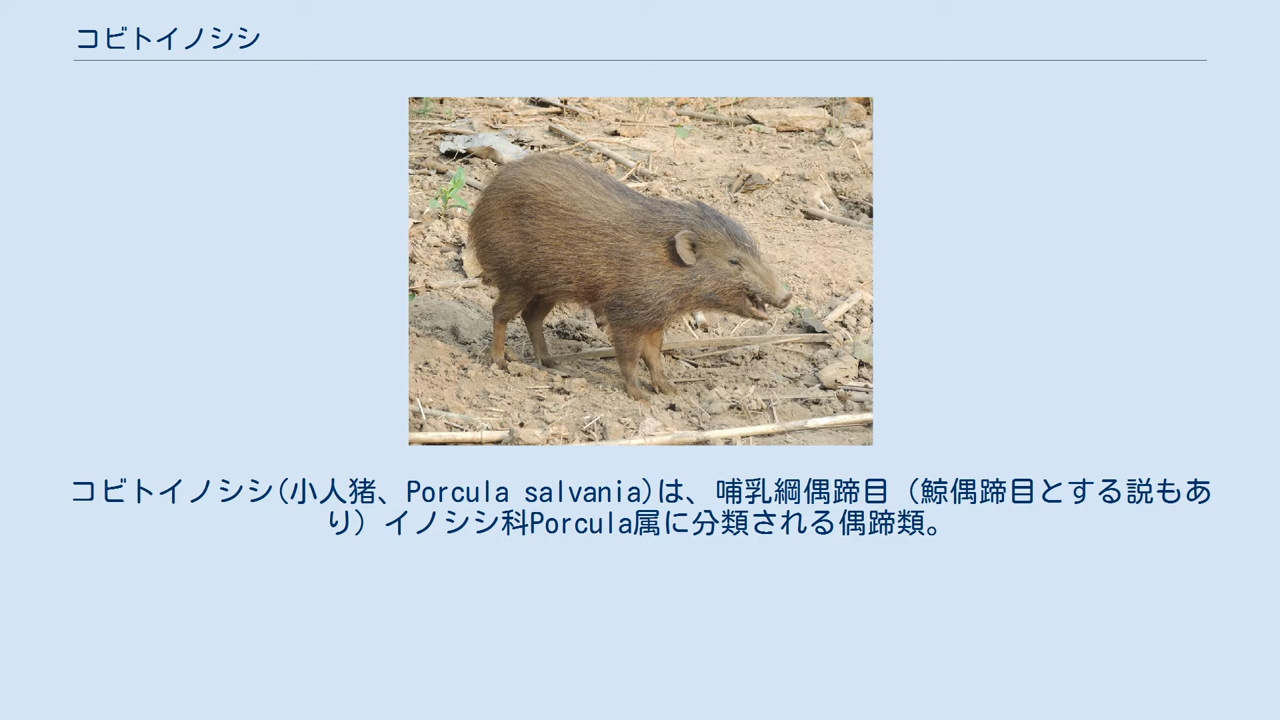 コビトイノシシ
コビトイノシシ(小人猪、Porcula salvania)は、哺乳綱偶蹄目（鯨偶蹄目とする説もあ
り）イノシシ科Porcula属に分類される偶蹄類。